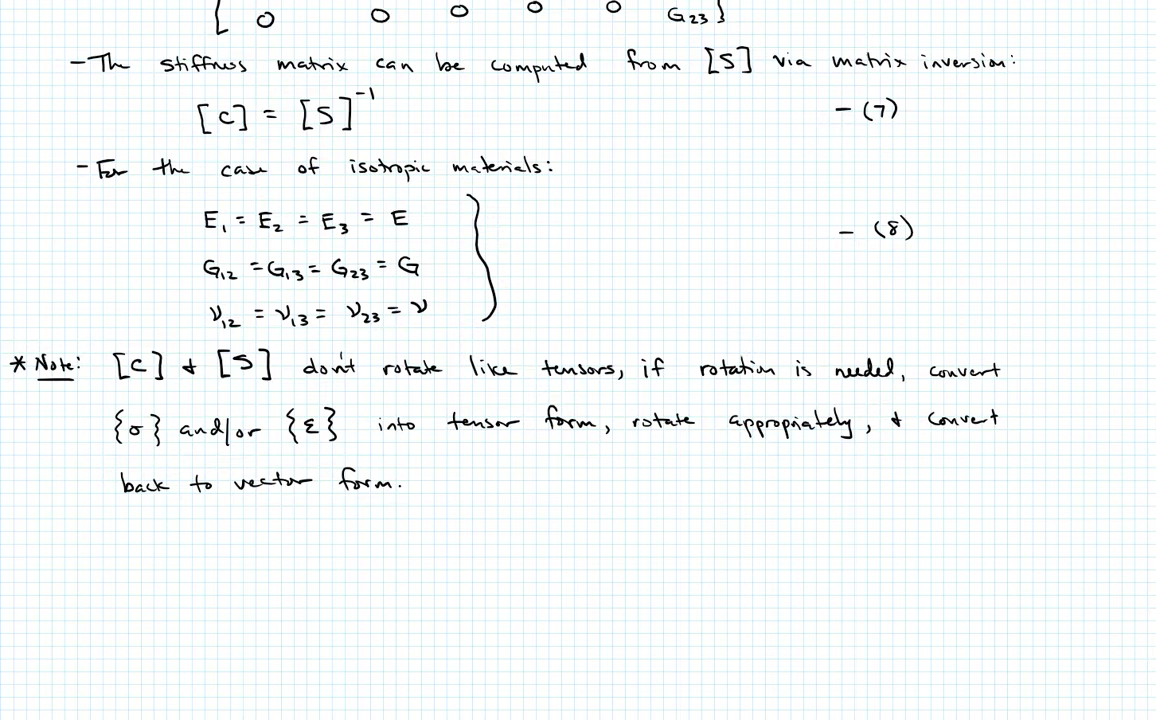 [ 0 0 0 0 0 G₂₃ ]
- The stiffness matrix can be computed from [S] via matrix inversion:
[C] = [S]⁻¹ - (7)
- For the case of isotropic materials:
E₁ = E₂ = E₃ = E
- (8)
G₁₂ = G₁₃ = G₂₃ = G
ν₁₂ = ν₁₃ = ν₂₃ = ν
* Note: [C] & [S] don't rotate like tensors, if rotation is needed, convert
{σ} and/or {ε} into tensor form, rotate appropriately, & convert
back to vector form.